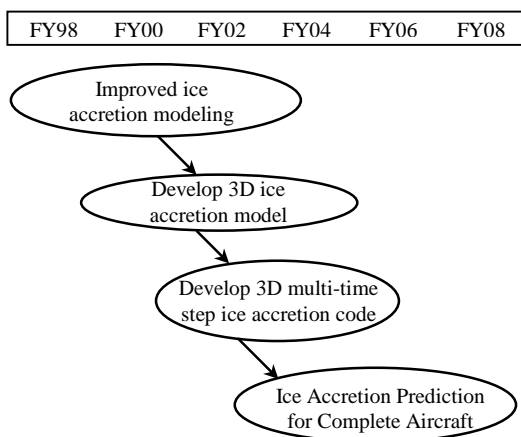 FY98 FY00 FY02 FY04 FY06 FY08
Improved ice
accretion modeling
Develop 3D ice
accretion model
Develop 3D multi-time
step ice accretion code
Ice Accretion Prediction
for Complete Aircraft